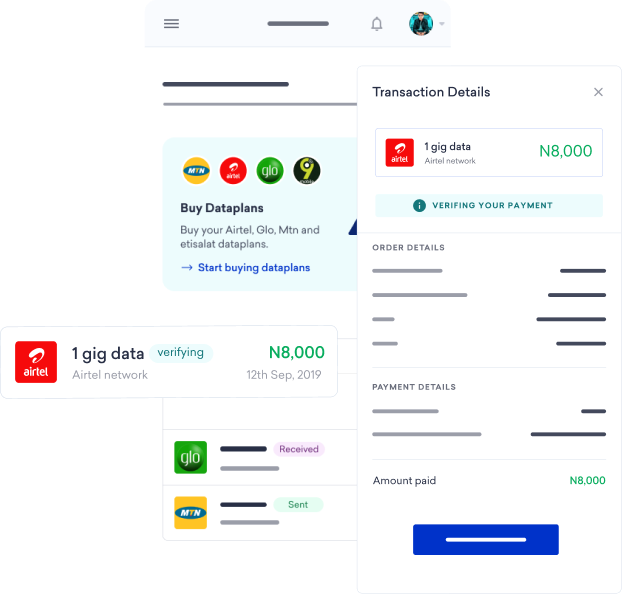 MTN
airtel
glo
9
Buy Dataplans
Buy your Airtel, Glo, Mtn and
etisalat dataplans.
→ Start buying dataplans
airtel
1 gig data
verifying
N8,000
Airtel network
12th Sep, 2019
glo
Received
MTN
Sent
Transaction Details
airtel
1 gig data
Airtel network
N8,000
VERIFING YOUR PAYMENT
ORDER DETAILS
PAYMENT DETAILS
Amount paid
N8,000